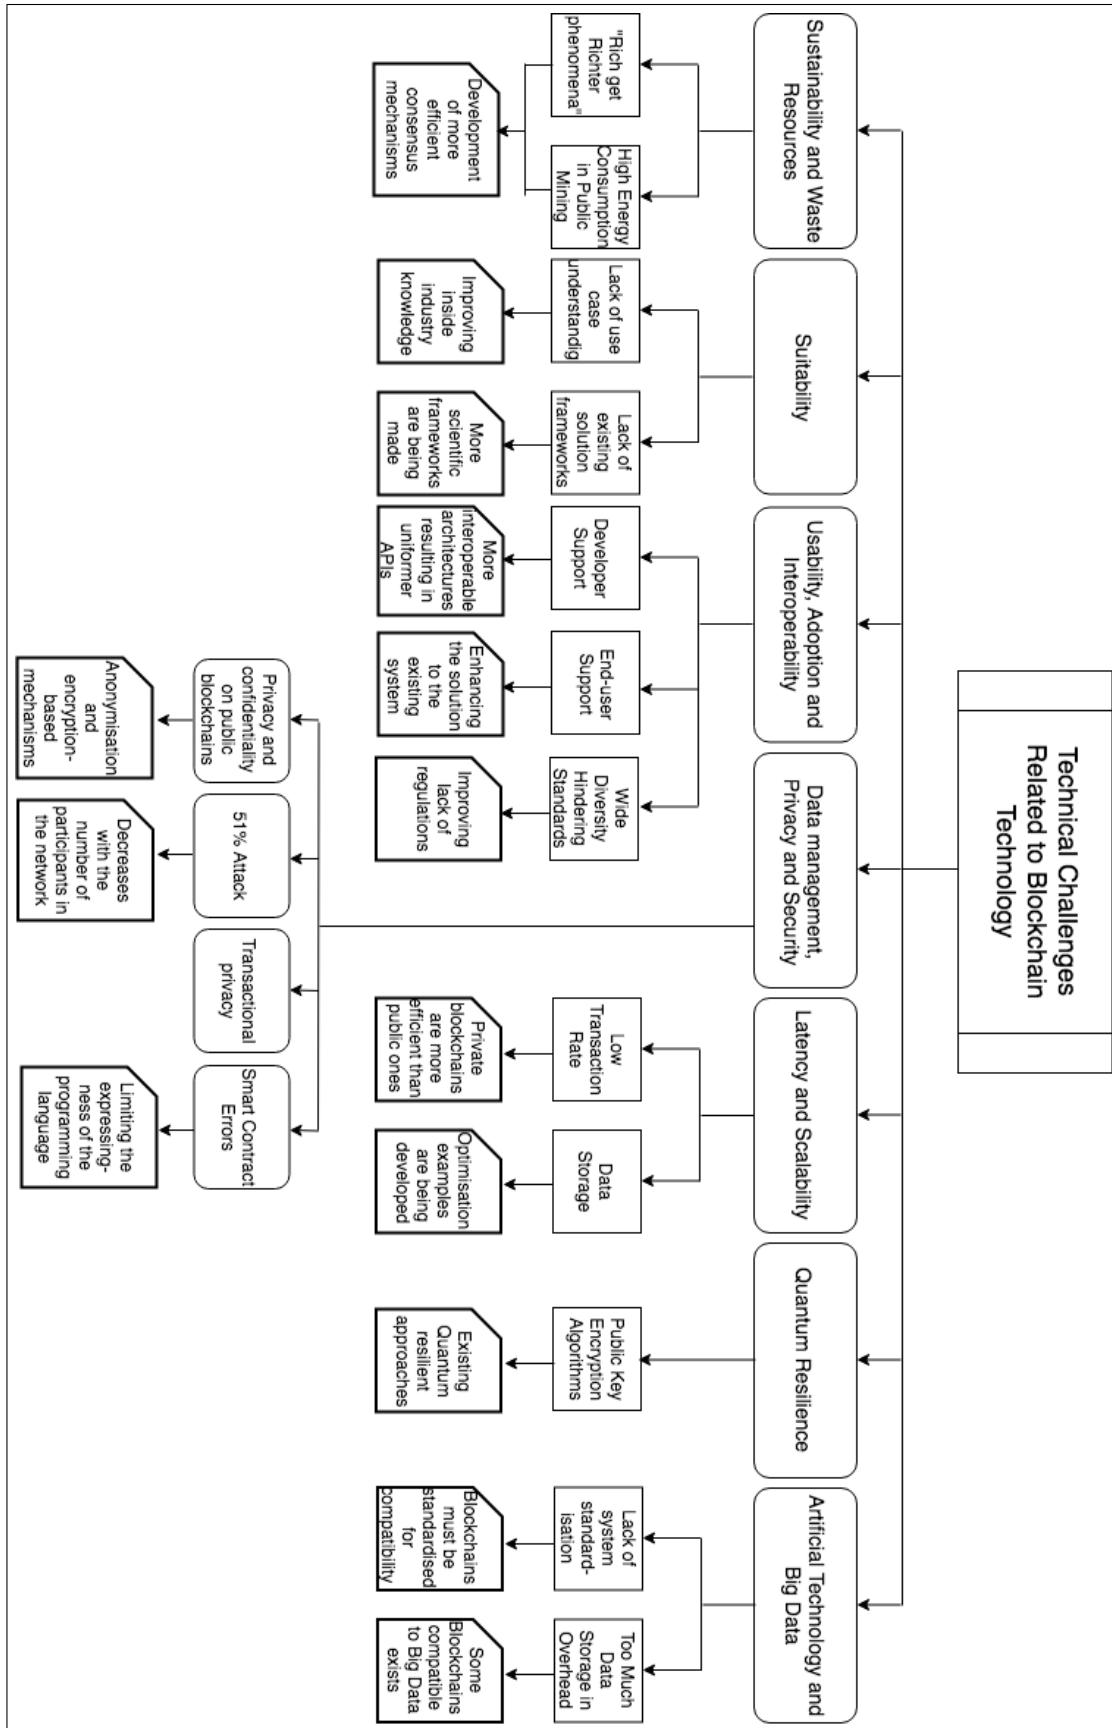 Technical Challenges
Related to Blockchain
Technology
Sustainability and Waste
Resources
Suitability
Usability, Adoption and
Interoperability
Data management,
Privacy and Security
Latency and Scalability
Quantum Resilience
Artificial Technology and
Big Data
"Rich get
Richter
phenomena"
High Energy
Consumption
in Public
Mining
Lack of use
case
understandig
Lack of
existing
solution
frameworks
Developer
Support
End-user
Support
Wide
Diversity
Hindering
Standards
Low
Transaction
Rate
Data
Storage
Public Key
Encryption
Algorithms
Lack of
system
standard-
isation
Too Much
Data
Storage in
Overhead
Development
of more
efficient
consensus
mechanisms
Improving
inside
industry
knowledge
More
scientific
frameworks
are being
made
More
interoperable
architectures
resulting in
uniformer
APIs
Enhancing
the solution
to the
existing
system
Improving
lack of
regulations
Private
blockchains
are more
efficient than
public ones
Optimisation
examples
are being
developed
Existing
Quantum
resilient
approaches
Blockchains
must be
standardised
for
compatibility
Some
Blockchains
compatible
to Big Data
exists
Privacy and
confidentiality
on public
blockchains
51% Attack
Transactional
privacy
Smart Contract
Errors
Anonymisation
and
encryption-
based
mechanisms
Decreases
with the
number of
participants in
the network
Limiting the
expressing-
ness of the
programming
language